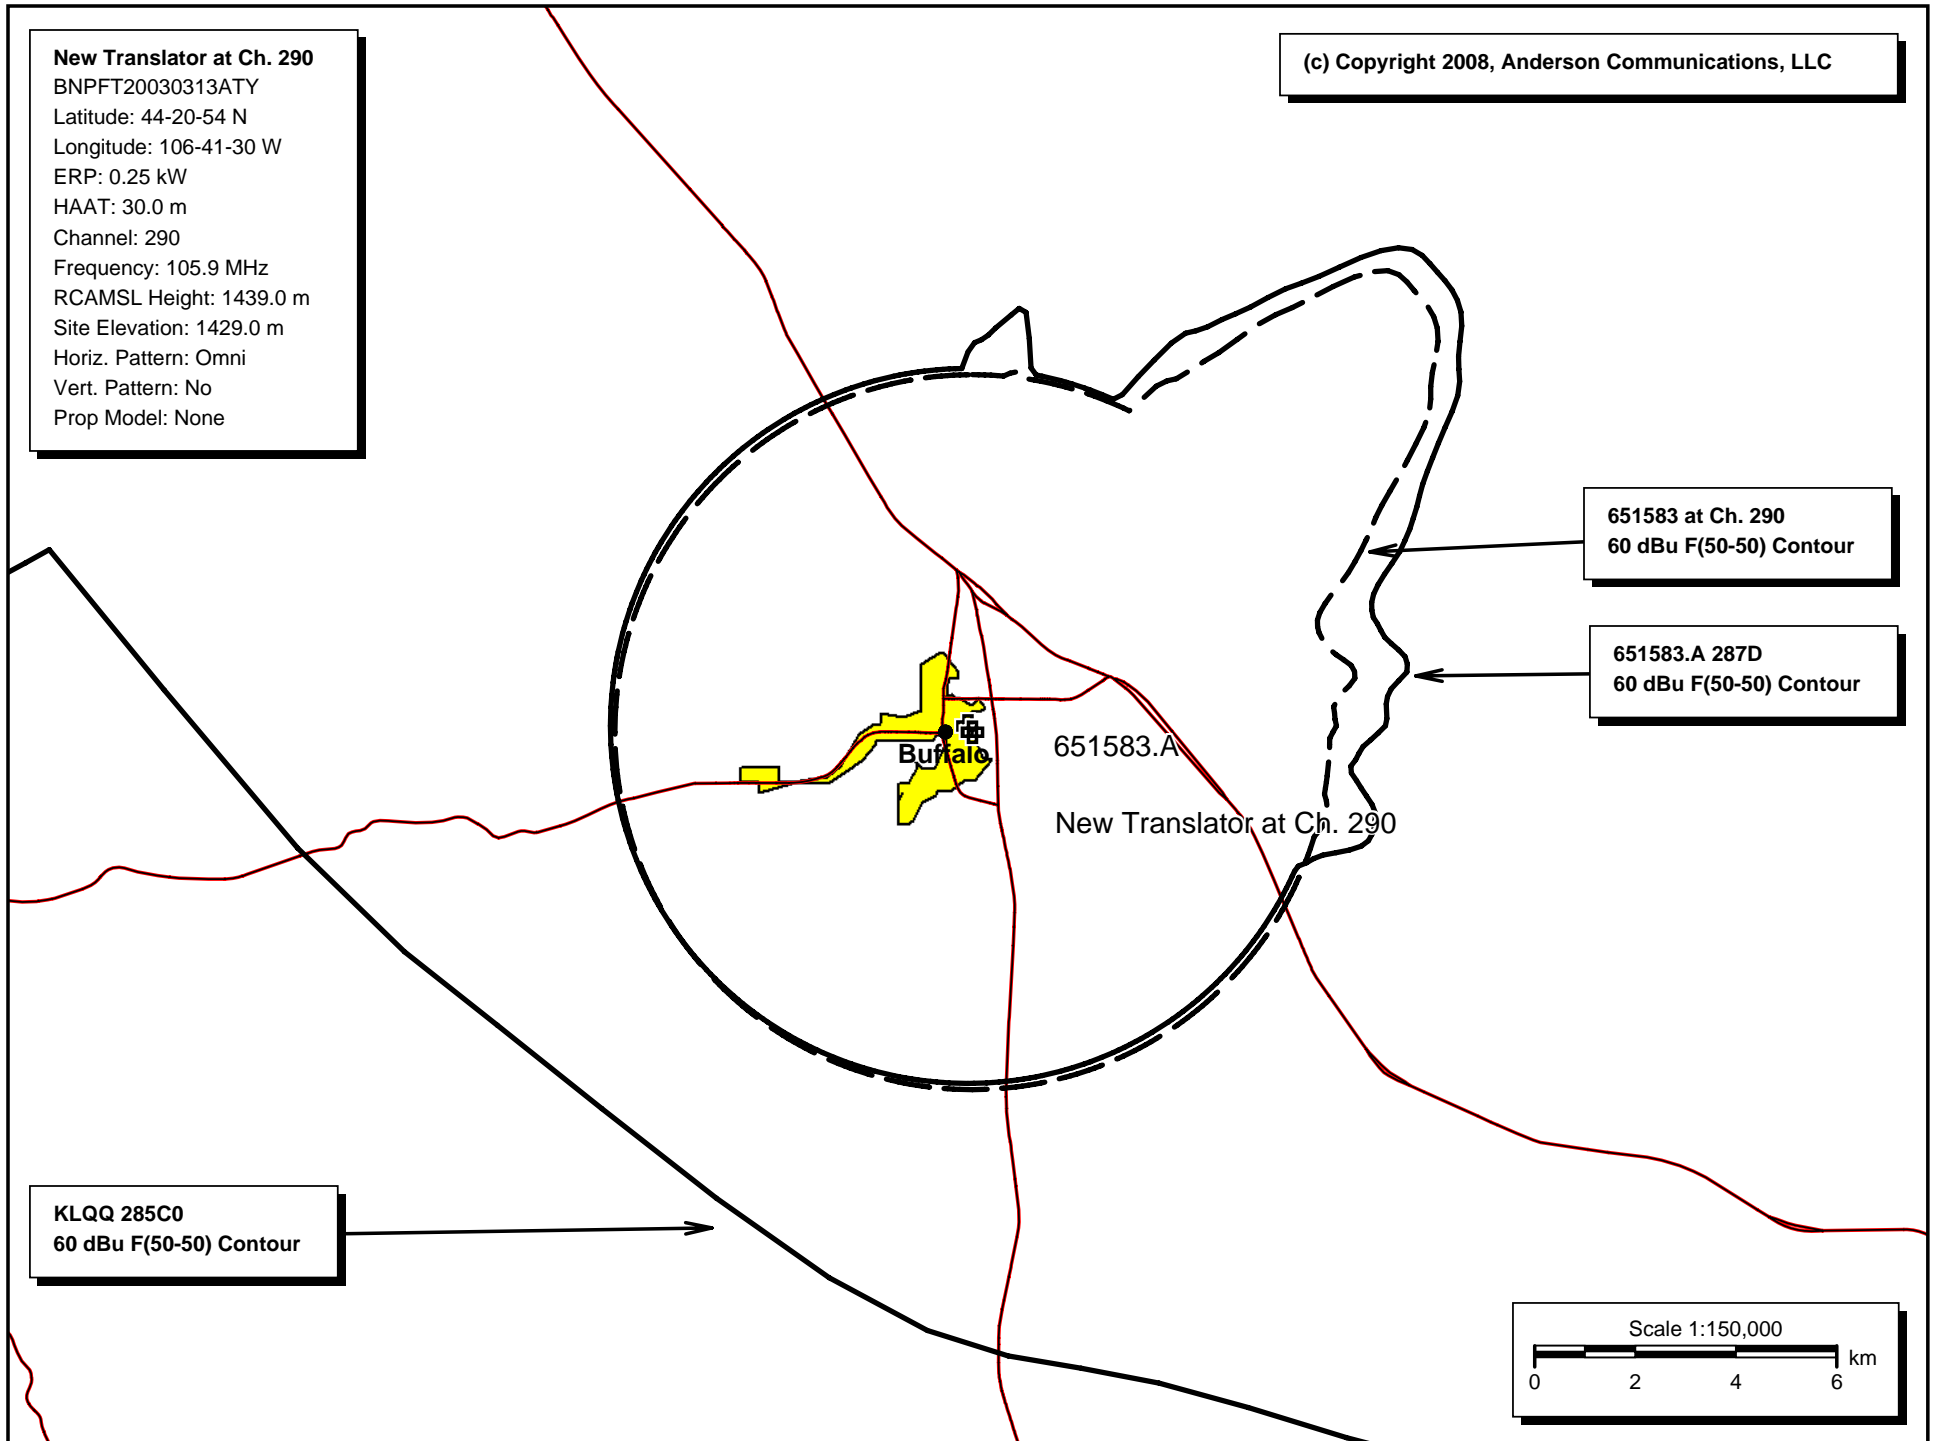 New Translator at Ch. 290
BNPFT20030313ATY
Latitude: 44-20-54 N
Longitude: 106-41-30 W
ERP: 0.25 kW
HAAT: 30.0 m
Channel: 290
Frequency: 105.9 MHz
RCAMSL Height: 1439.0 m
Site Elevation: 1429.0 m
Horiz. Pattern: Omni
Vert. Pattern: No
Prop Model: None
(c) Copyright 2008, Anderson Communications, LLC
651583 at Ch. 290
60 dBu F(50-50) Contour
651583.A 287D
60 dBu F(50-50) Contour
Buffalo
651583.A
New Translator at Ch. 290
KLQQ 285C0
60 dBu F(50-50) Contour
Scale 1:150,000
km
0 2 4 6